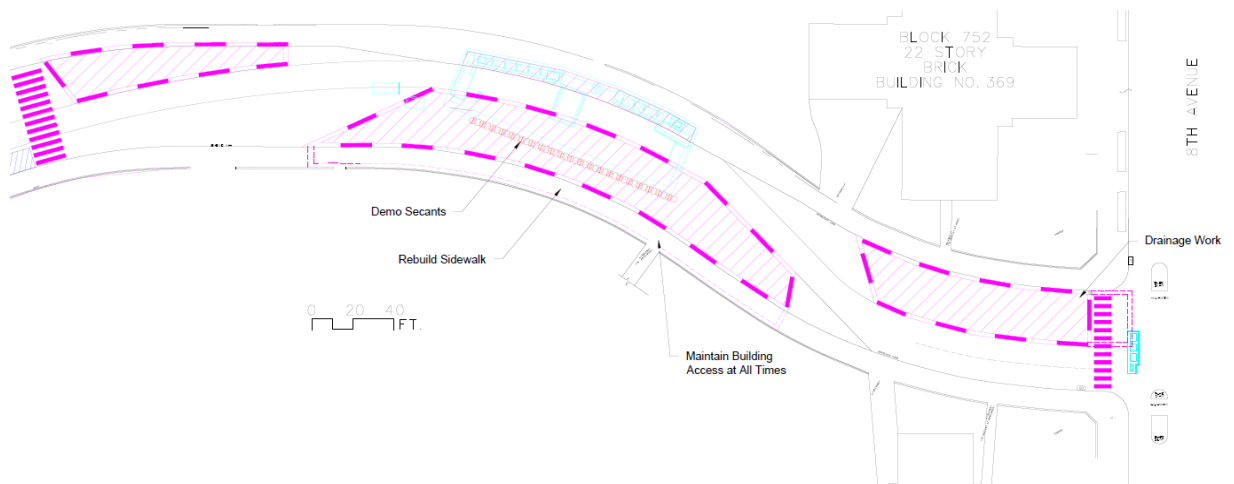 BLOCK 752
22 STORY
BRICK
BUILDING NO. 369
8TH AVENUE
Demo Secants
Rebuild Sidewalk
Drainage Work
0 20 40
FT.
Maintain Building
Access at All Times